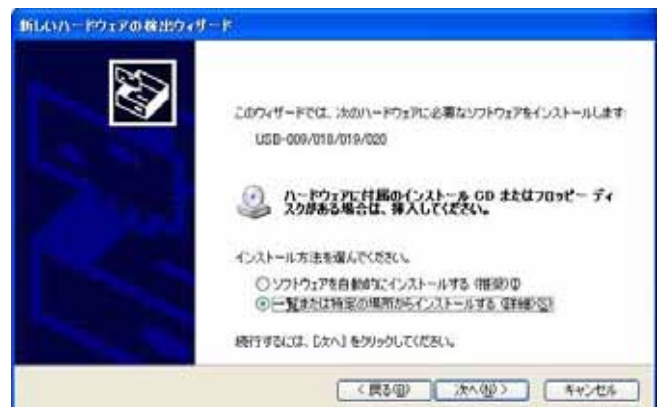 新しいハードウェアの検出ウィザード
このウィザードでは、次のハードウェアに必要なソフトウェアをインストールします:
USB-009/018/019/020
ハードウェアに付属のインストール CD またはフロッピー ディ
スクがある場合は、挿入してください。
インストール方法を選んでください。
ソフトウェアを自動的にインストールする (推奨)(I)
一覧または特定の場所からインストールする (詳細)(S)
続行するには、[次へ] をクリックしてください。
< 戻る(B)
次へ(N) >
キャンセル